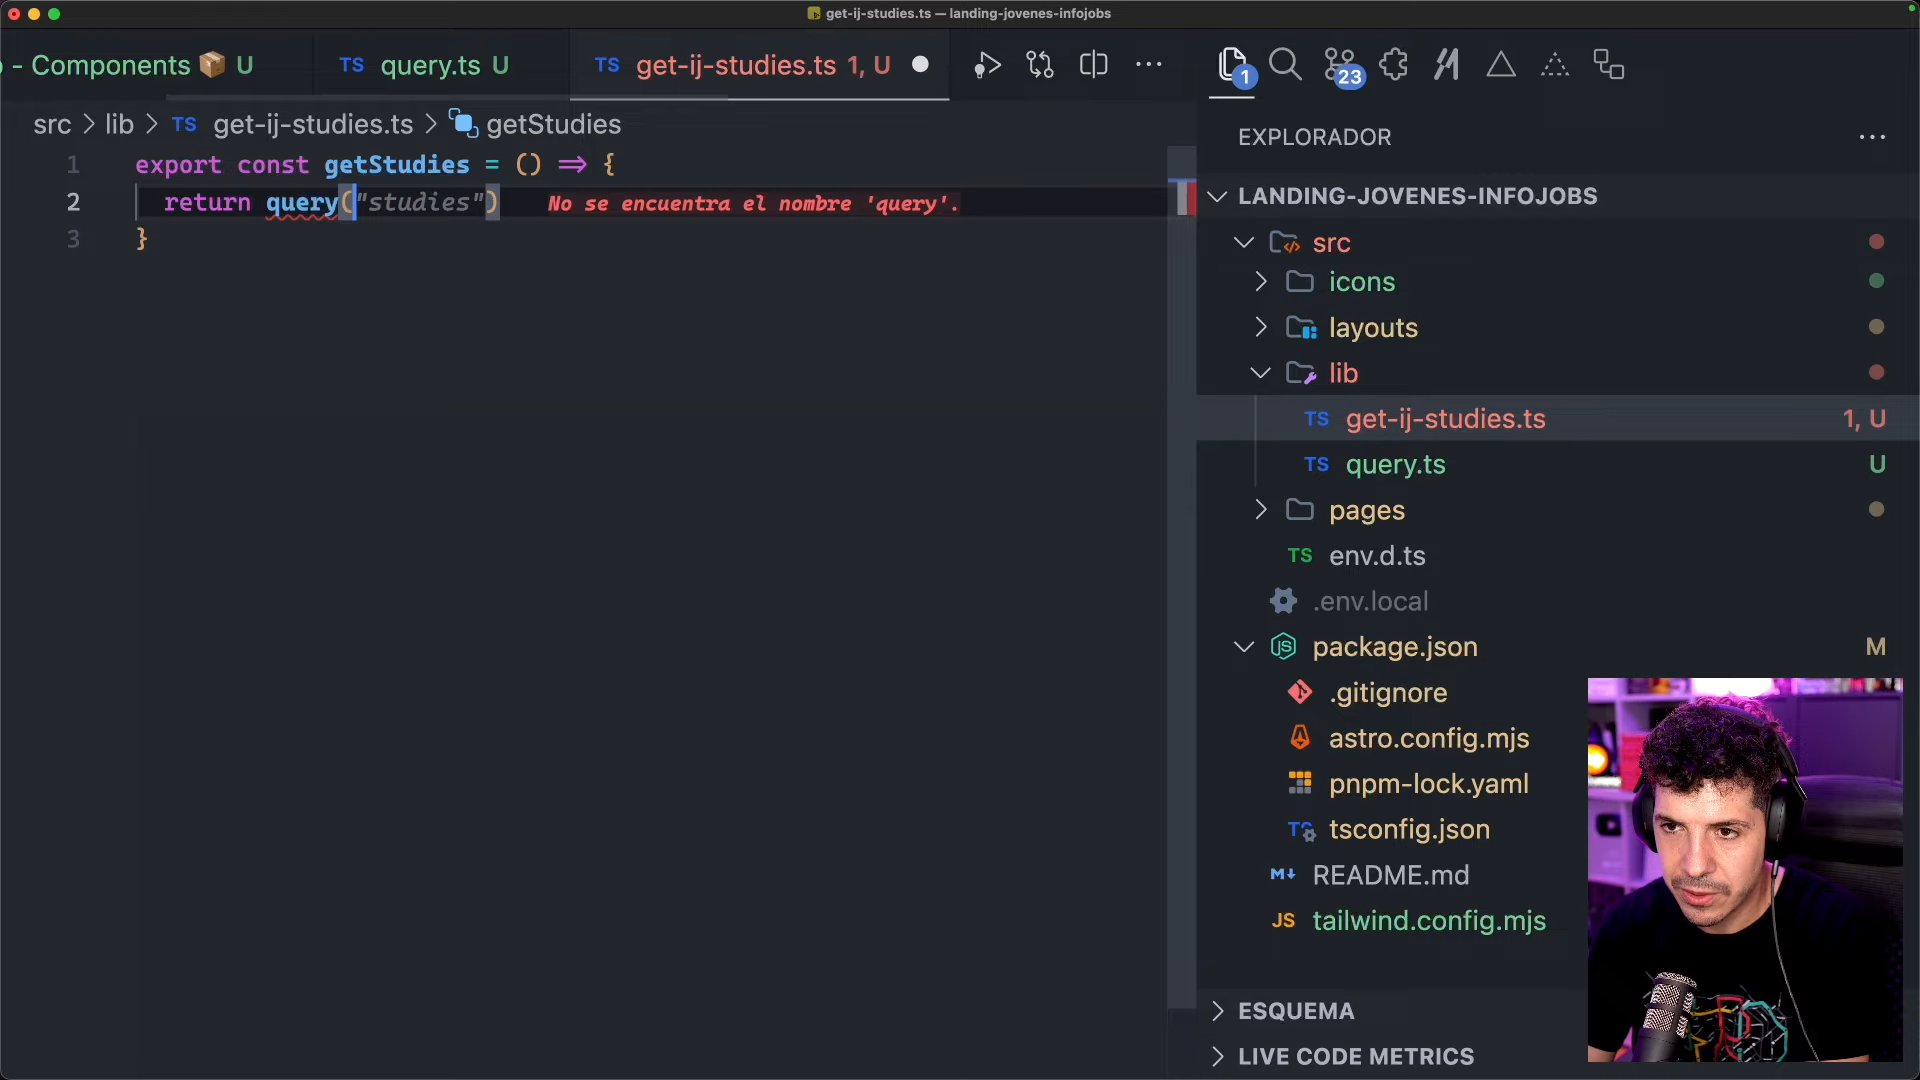 get-ij-studies.ts — landing-jovenes-infojobs
- Components 📦 U
TS query.ts U
TS get-ij-studies.ts 1, U
1
23
src > lib > TS get-ij-studies.ts > getStudies
EXPLORADOR
1 export const getStudies = () => {
2 return query("studies") No se encuentra el nombre 'query'.
3 }
LANDING-JOVENES-INFOJOBS
src
icons
layouts
lib
TS get-ij-studies.ts 1, U
TS query.ts U
pages
TS env.d.ts
.env.local
package.json M
.gitignore
astro.config.mjs
pnpm-lock.yaml
tsconfig.json
README.md
JS tailwind.config.mjs
ESQUEMA
LIVE CODE METRICS